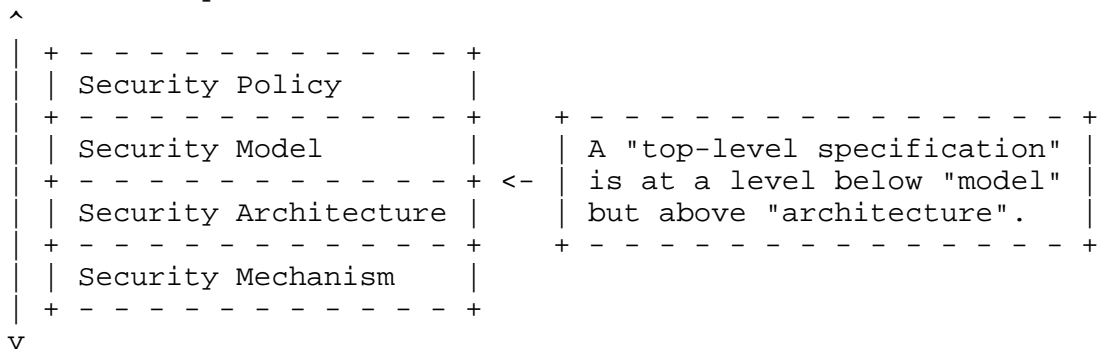 ^
| + - - - - - - - - - - - - +
| | Security Policy |
| + - - - - - - - - - - - - + + - - - - - - - - - - - - - - - +
| | Security Model | | A "top-level specification" |
| + - - - - - - - - - - - - + <- | is at a level below "model" |
| | Security Architecture | | but above "architecture". |
| + - - - - - - - - - - - - + + - - - - - - - - - - - - - - - +
| | Security Mechanism |
| + - - - - - - - - - - - - +
v